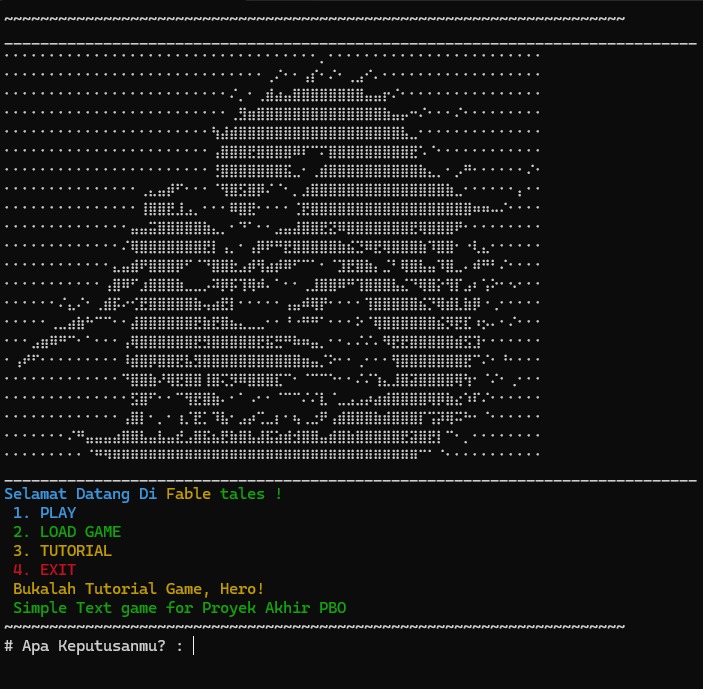 Selamat Datang Di Fable tales !
1. PLAY
2. LOAD GAME
3. TUTORIAL
4. EXIT
Bukalah Tutorial Game, Hero!
Simple Text game for Proyek Akhir PBO
# Apa Keputusanmu? :